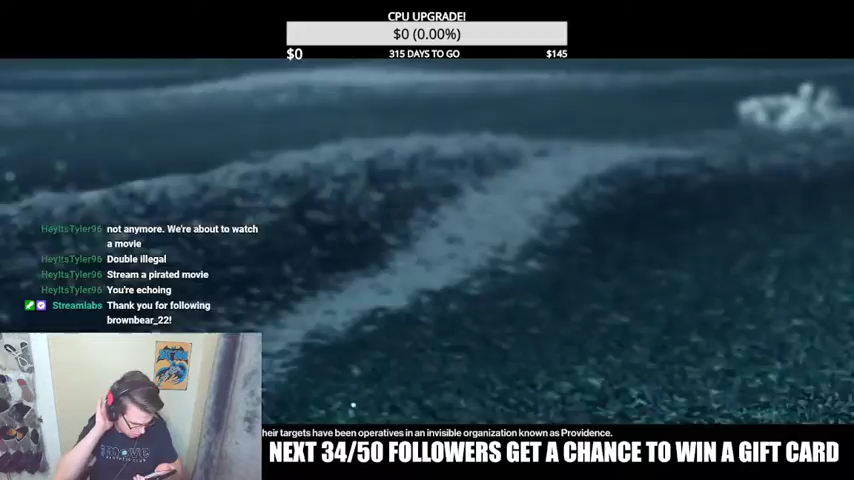 CPU UPGRADE!
$0 (0.00%)
$0 315 DAYS TO GO $145
HeyItsTyler96 not anymore. We're about to watch
a movie
HeyItsTyler96 Double illegal
HeyItsTyler96 Stream a pirated movie
HeyItsTyler96 You're echoing
Streamlabs Thank you for following
brownbear_22!
heir targets have been operatives in an invisible organization known as Providence.
NEXT 34/50 FOLLOWERS GET A CHANCE TO WIN A GIFT CARD